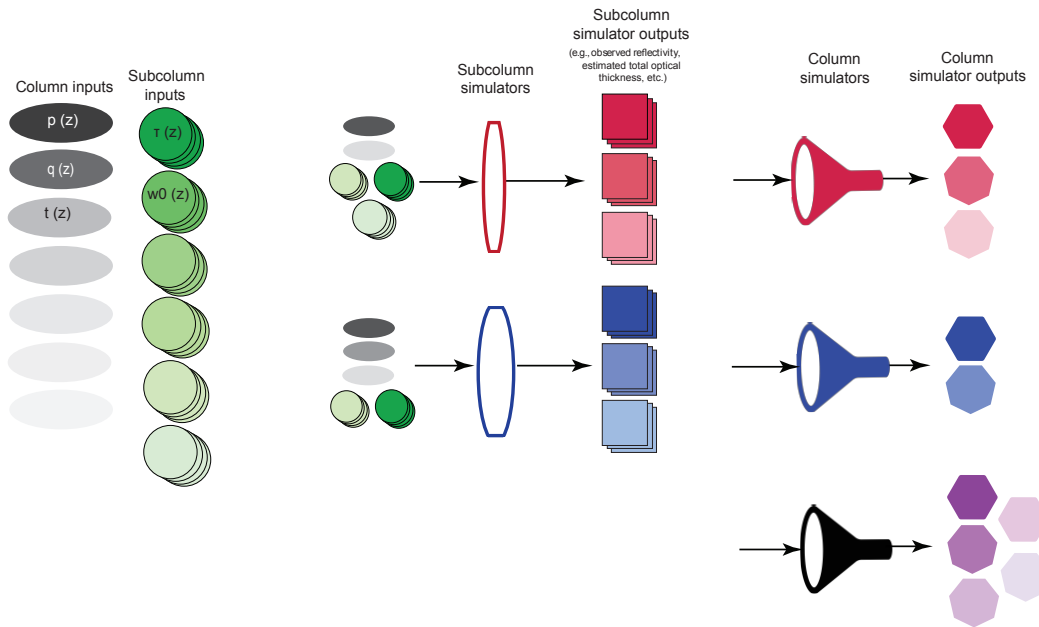 Column inputs
p (z)
q (z)
t (z)
Subcolumn
inputs
τ (z)
w0 (z)
Subcolumn
simulators
Subcolumn
simulator outputs
(e.g., observed reflectivity,
estimated total optical
thickness, etc.)
Column
simulators
Column
simulator outputs